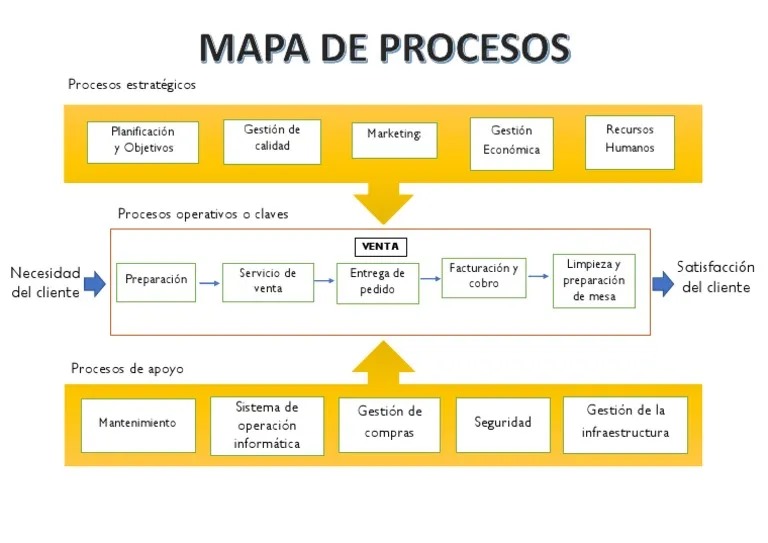 MAPA DE PROCESOS
Procesos estratégicos
Planificación
y Objetivos
Gestión de
calidad
Marketing
Gestión
Económica
Recursos
Humanos
Procesos operativos o claves
VENTA
Necesidad
del cliente
Preparación
Servicio de
venta
Entrega de
pedido
Facturación y
cobro
Limpieza y
preparación
de mesa
Satisfacción
del cliente
Procesos de apoyo
Mantenimiento
Sistema de
operación
informática
Gestión de
compras
Seguridad
Gestión de la
infraestructura